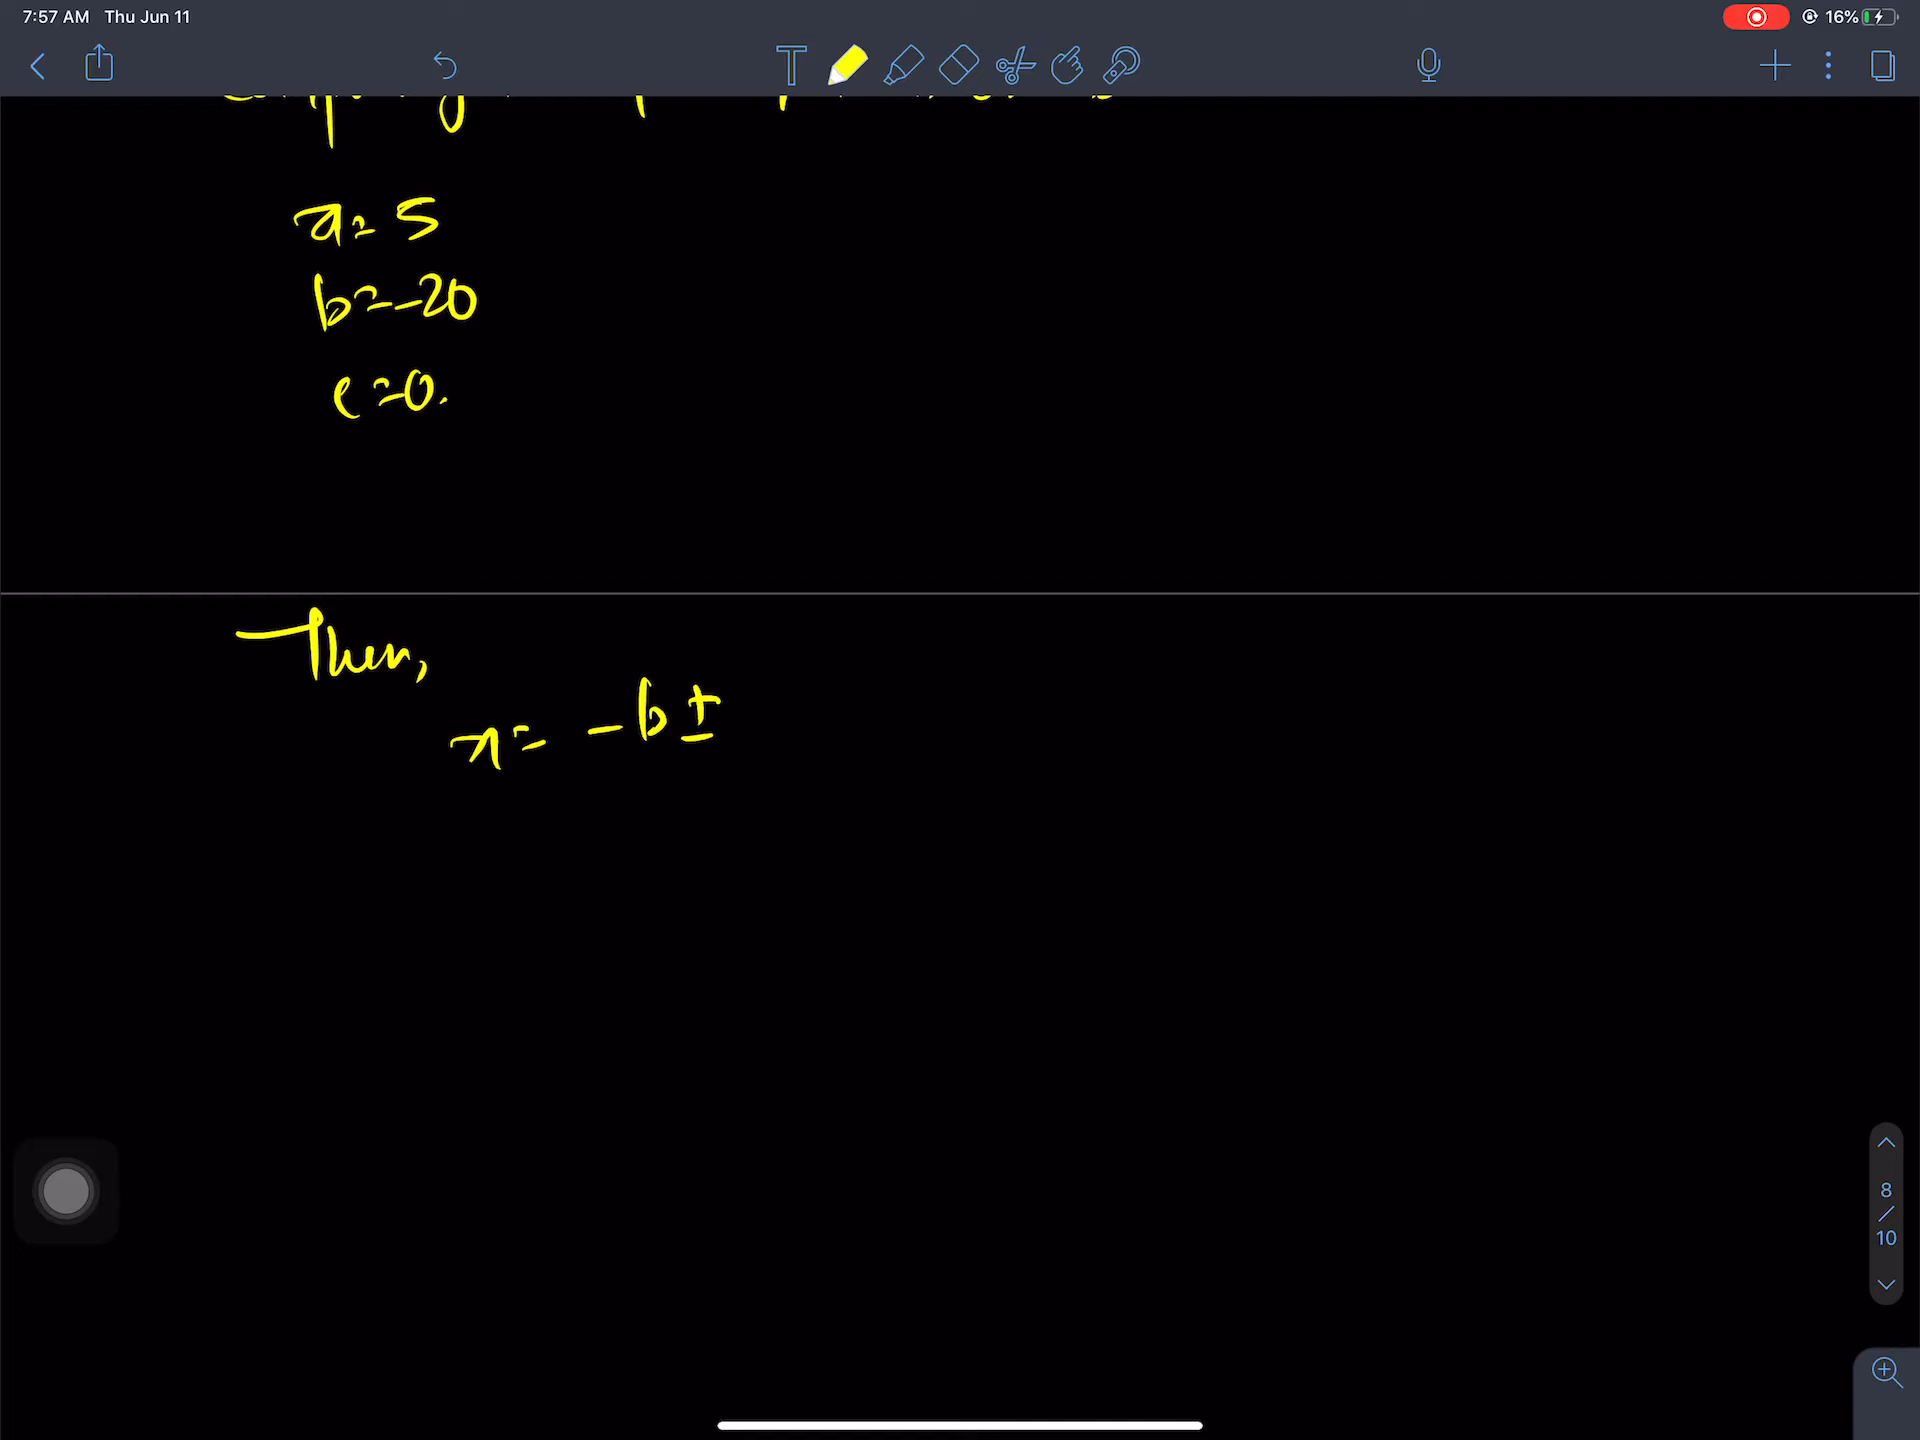 7:57 AM Thu Jun 11
16%
a = 5
b = -20
c = 0.
Then,
x = -b ±
8
/
10